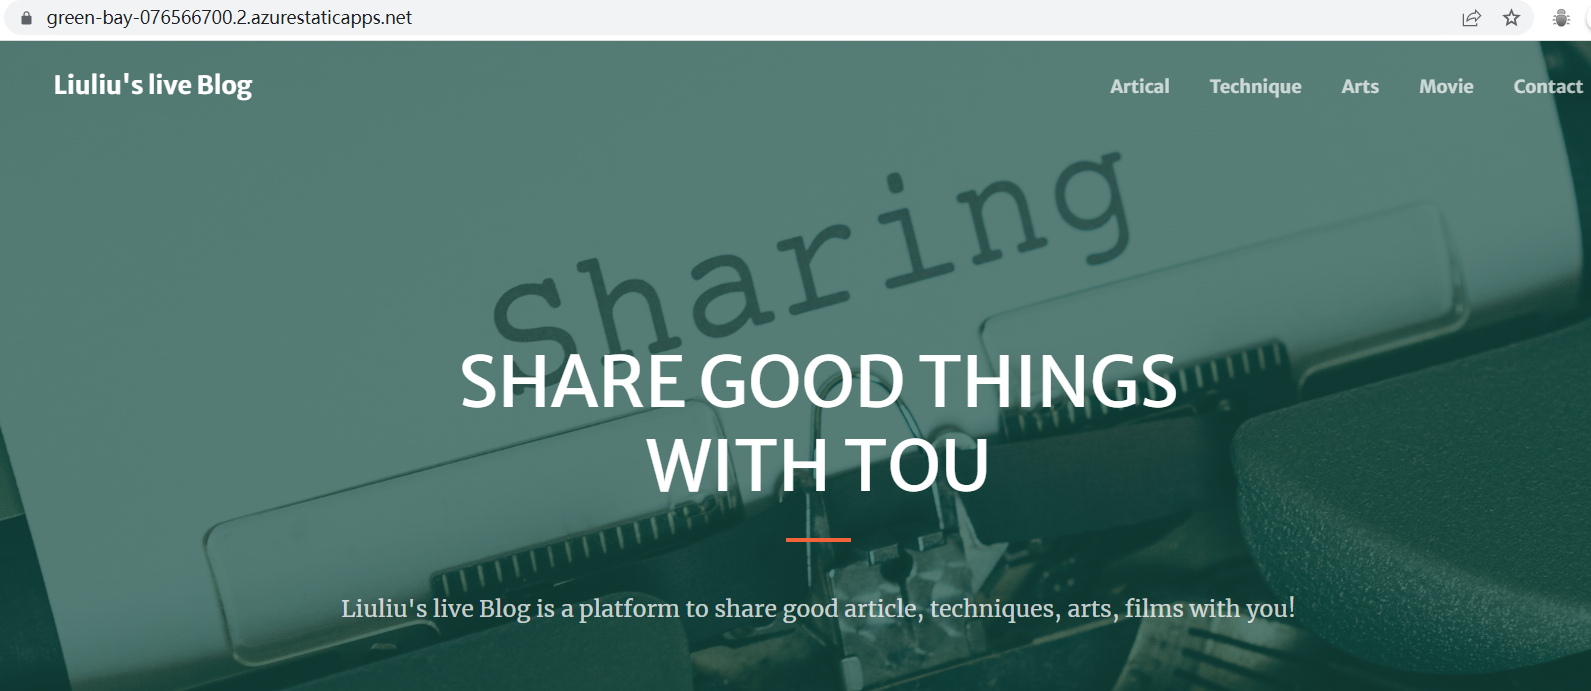 green-bay-076566700.2.azurestaticapps.net
Liuliu's live Blog
Artical Technique Arts Movie Contact
Sharing
SHARE GOOD THINGS
WITH TOU
Liuliu's live Blog is a platform to share good article, techniques, arts, films with you!